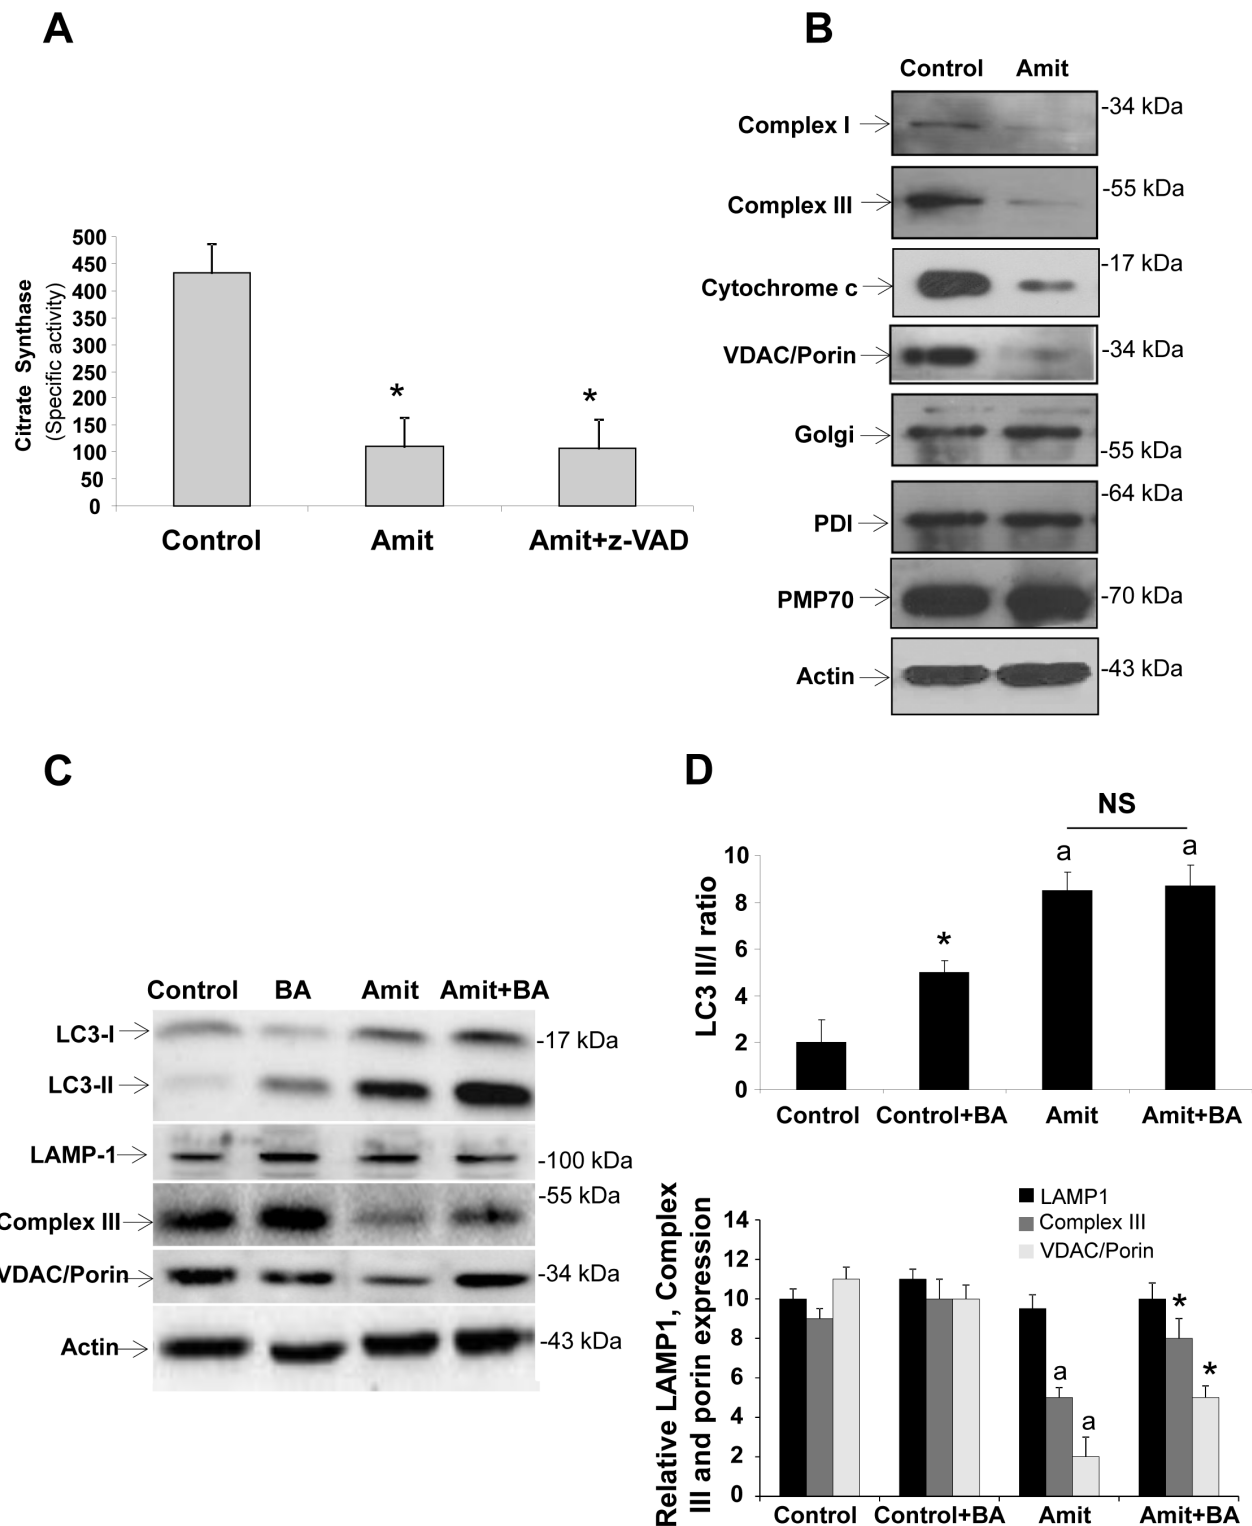 A
500
450
400
350
300
250
200
150
100
50
0
Citrate Synthase
(Specific activity)
*
*
Control
Amit
Amit+z-VAD
B
Control Amit
Complex I
-34 kDa
Complex III
-55 kDa
Cytochrome c
-17 kDa
VDAC/Porin
-34 kDa
Golgi
-55 kDa
PDI
-64 kDa
PMP70
-70 kDa
Actin
-43 kDa
C
Control BA Amit Amit+BA
LC3-I
-17 kDa
LC3-II
LAMP-1
-100 kDa
-55 kDa
Complex III
VDAC/Porin
-34 kDa
Actin
-43 kDa
D
NS
a
a
*
10
8
6
4
2
0
LC3 II/I ratio
Control Control+BA Amit Amit+BA
LAMP1
Complex III
VDAC/Porin
14
12
10
8
6
4
2
0
Relative LAMP1, Complex
III and porin expression
a
a
*
*
Control Control+BA Amit Amit+BA